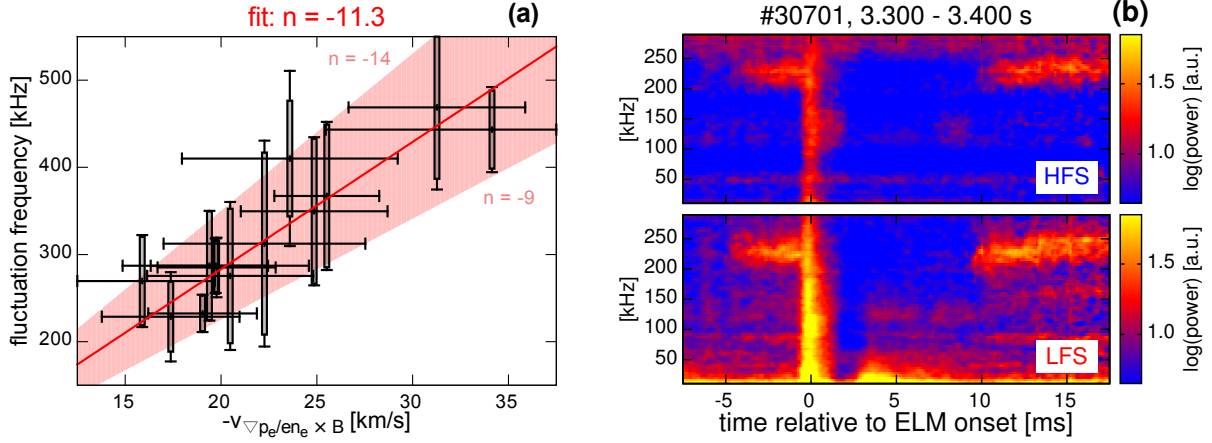 fit: n = -11.3
(a)
fluctuation frequency [kHz]
500
400
300
200
n = -14
n = -9
15 20 25 30 35
-v▽pe/ene × B [km/s]
#30701, 3.300 - 3.400 s
(b)
[kHz]
250
200
150
100
50
HFS
log(power) [a.u.]
1.5
1.0
[kHz]
250
200
150
100
50
LFS
log(power) [a.u.]
1.5
1.0
-5 0 5 10 15
time relative to ELM onset [ms]